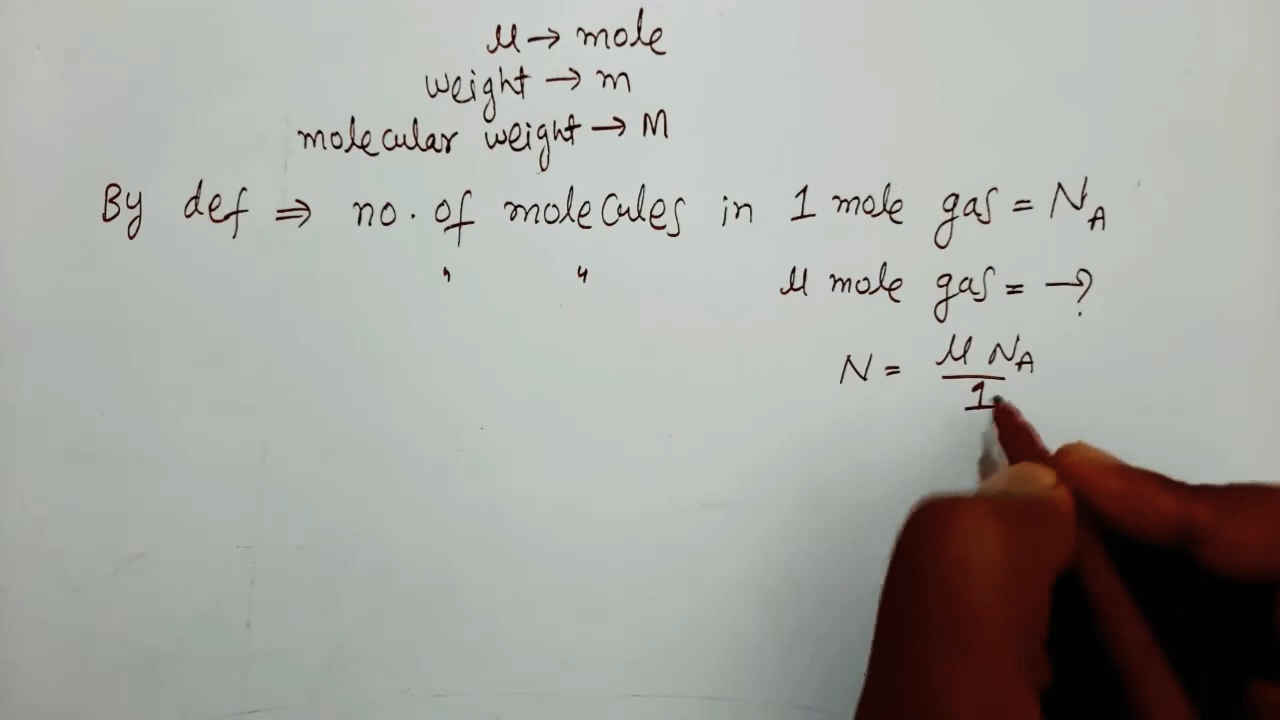 μ → mole
weight → m
molecular weight → M
By def ⇒ no. of molecules in 1 mole gas = N_A
" " μ mole gas = →?
N = μ N_A / 1